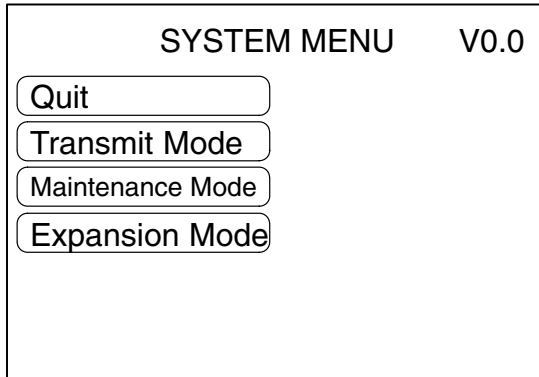 SYSTEM MENU V0.0
Quit
Transmit Mode
Maintenance Mode
Expansion Mode